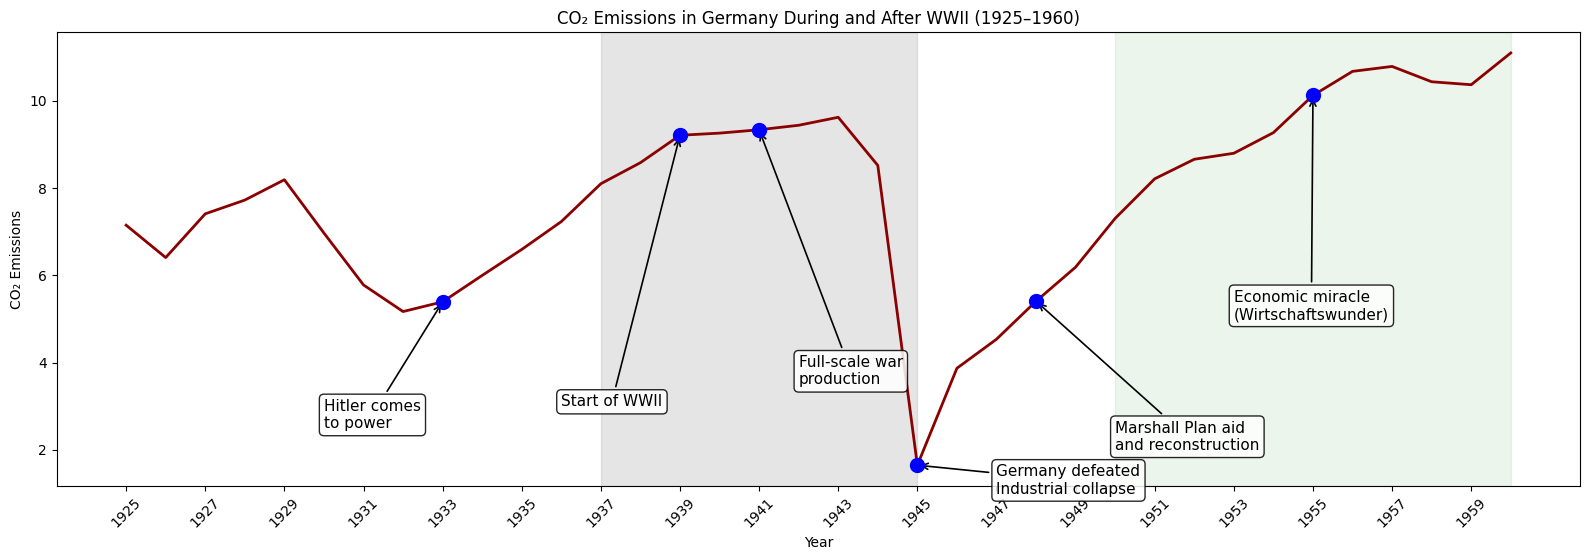 CO₂ Emissions in Germany During and After WWII (1925–1960)
CO₂ Emissions
10
8
6
4
2
Hitler comes
to power
Start of WWII
Full-scale war
production
Germany defeated
Industrial collapse
Marshall Plan aid
and reconstruction
Economic miracle
(Wirtschaftswunder)
1925
1927
1929
1931
1933
1935
1937
1939
1941
1943
1945
1947
1949
1951
1953
1955
1957
1959
Year